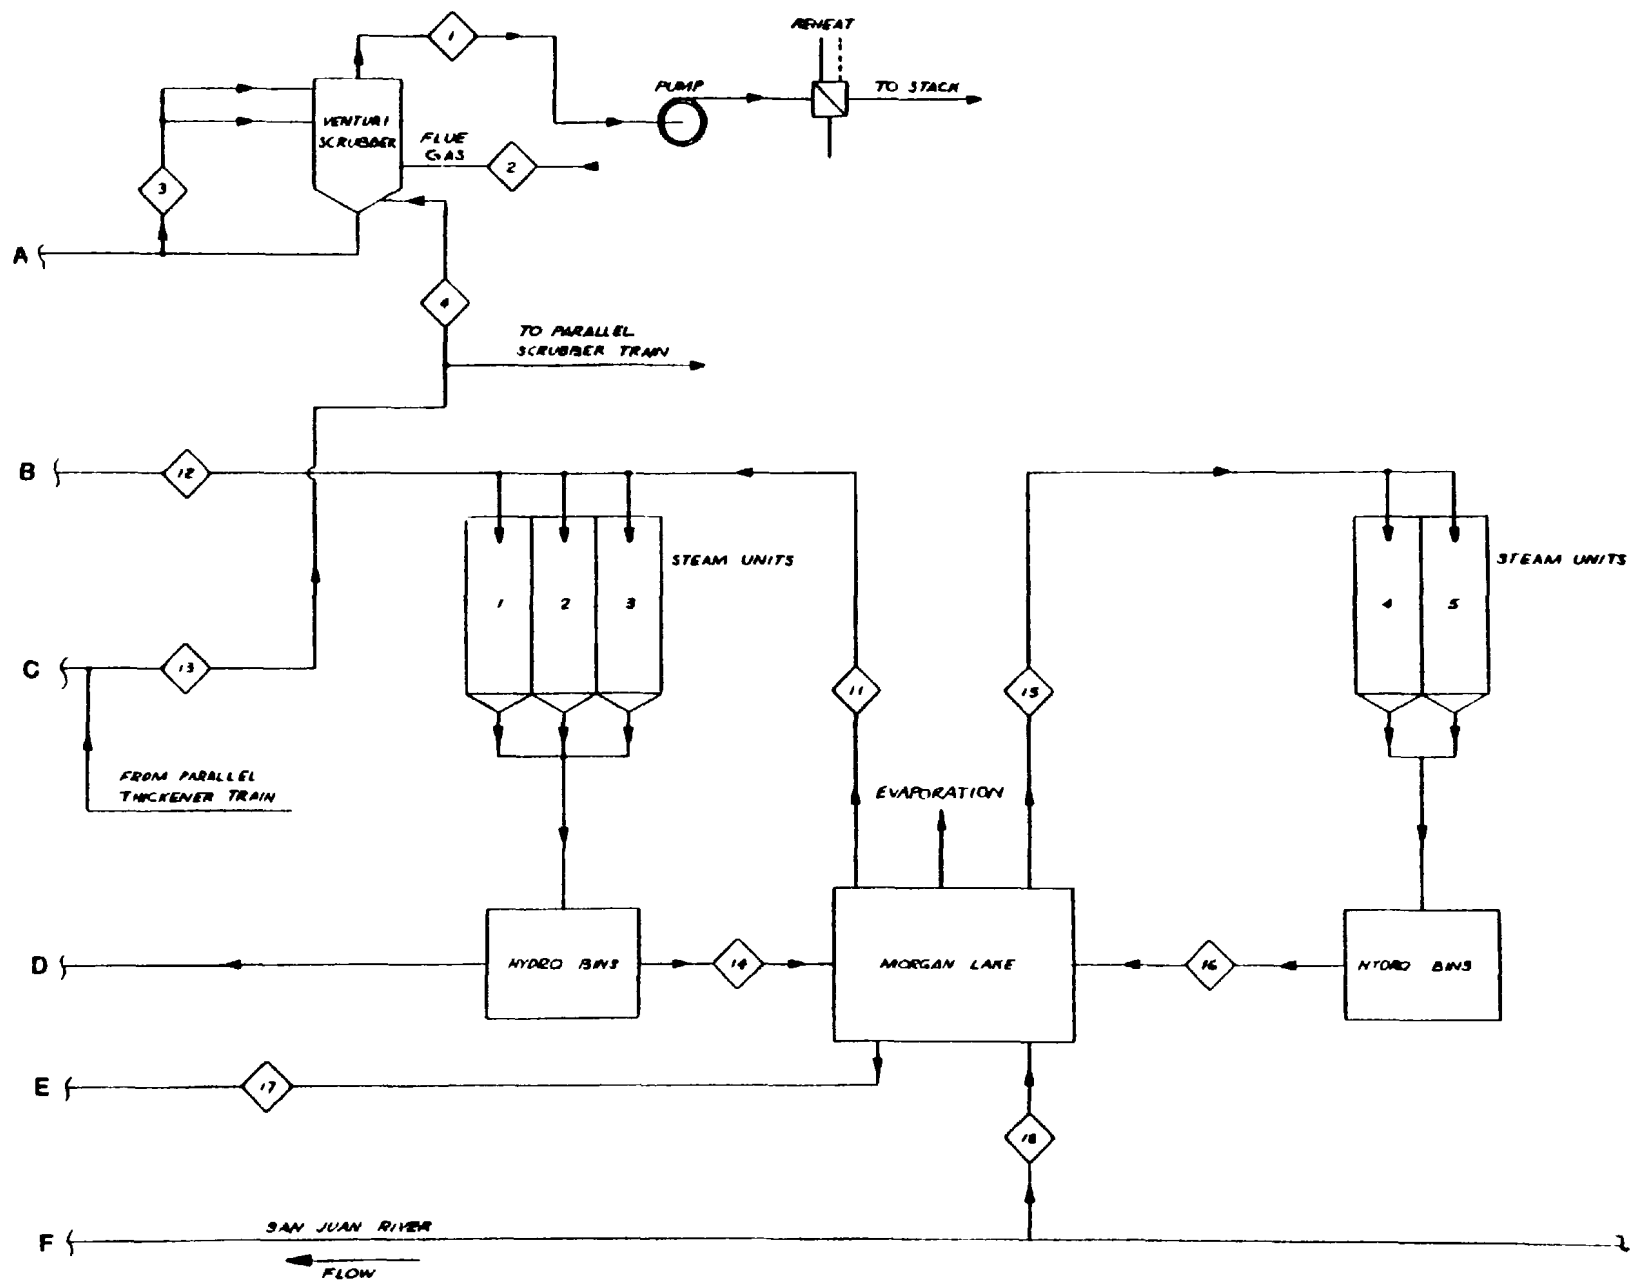 REHEAT
1
PUMP
TO STACK
VENTURI
SCRUBBER
FLUE
GAS
2
3
A
4
TO PARALLEL
SCRUBBER TRAIN
B
12
STEAM UNITS
STEAM UNITS
1
2
3
4
5
C
13
11
15
FROM PARALLEL
THICKENER TRAIN
EVAPORATION
D
HYDRO BINS
14
MORGAN LAKE
16
HYDRO BINS
E
17
18
SAN JUAN RIVER
F
FLOW